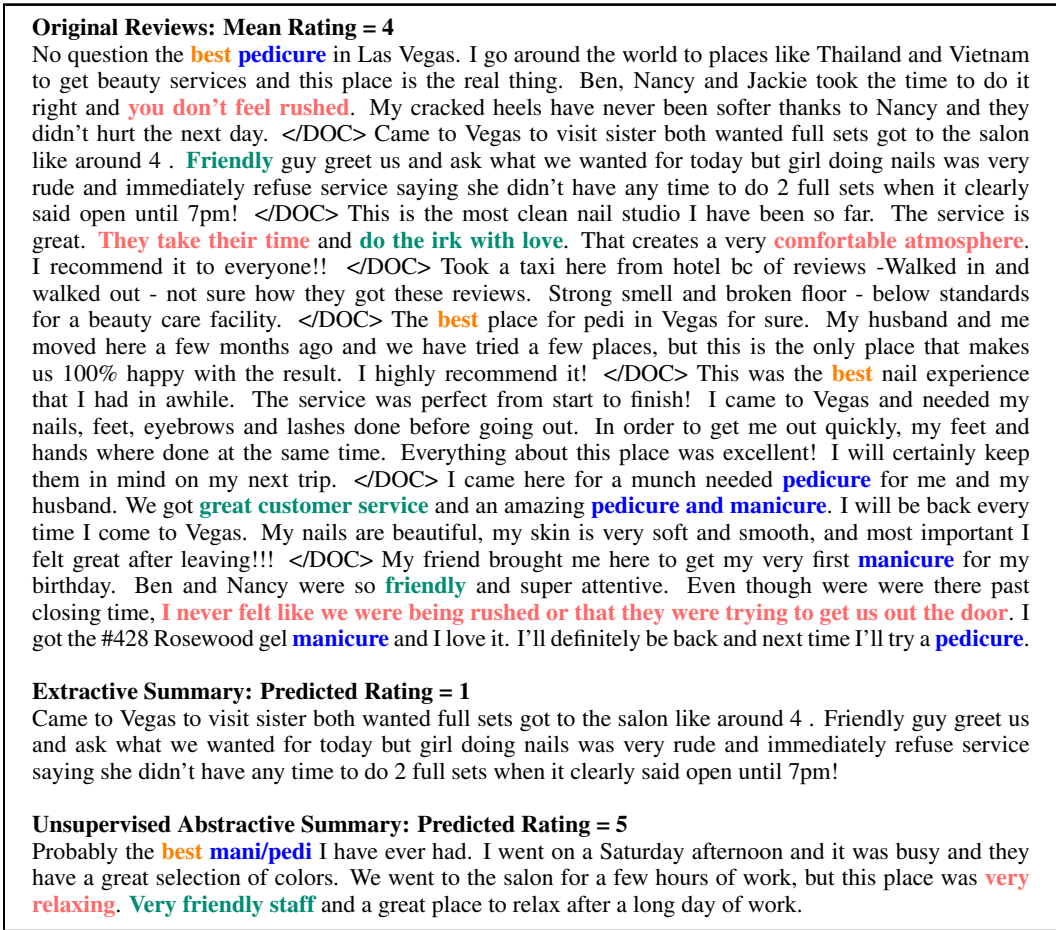 Original Reviews: Mean Rating = 4
No question the best pedicure in Las Vegas. I go around the world to places like Thailand and Vietnam
to get beauty services and this place is the real thing. Ben, Nancy and Jackie took the time to do it
right and you don't feel rushed. My cracked heels have never been softer thanks to Nancy and they
didn't hurt the next day. </DOC> Came to Vegas to visit sister both wanted full sets got to the salon
like around 4 . Friendly guy greet us and ask what we wanted for today but girl doing nails was very
rude and immediately refuse service saying she didn't have any time to do 2 full sets when it clearly
said open until 7pm! </DOC> This is the most clean nail studio I have been so far. The service is
great. They take their time and do the irk with love. That creates a very comfortable atmosphere.
I recommend it to everyone!! </DOC> Took a taxi here from hotel bc of reviews -Walked in and
walked out - not sure how they got these reviews. Strong smell and broken floor - below standards
for a beauty care facility. </DOC> The best place for pedi in Vegas for sure. My husband and me
moved here a few months ago and we have tried a few places, but this is the only place that makes
us 100% happy with the result. I highly recommend it! </DOC> This was the best nail experience
that I had in awhile. The service was perfect from start to finish! I came to Vegas and needed my
nails, feet, eyebrows and lashes done before going out. In order to get me out quickly, my feet and
hands where done at the same time. Everything about this place was excellent! I will certainly keep
them in mind on my next trip. </DOC> I came here for a munch needed pedicure for me and my
husband. We got great customer service and an amazing pedicure and manicure. I will be back every
time I come to Vegas. My nails are beautiful, my skin is very soft and smooth, and most important I
felt great after leaving!!! </DOC> My friend brought me here to get my very first manicure for my
birthday. Ben and Nancy were so friendly and super attentive. Even though were were there past
closing time, I never felt like we were being rushed or that they were trying to get us out the door. I
got the #428 Rosewood gel manicure and I love it. I'll definitely be back and next time I'll try a pedicure.
Extractive Summary: Predicted Rating = 1
Came to Vegas to visit sister both wanted full sets got to the salon like around 4 . Friendly guy greet us
and ask what we wanted for today but girl doing nails was very rude and immediately refuse service
saying she didn't have any time to do 2 full sets when it clearly said open until 7pm!
Unsupervised Abstractive Summary: Predicted Rating = 5
Probably the best mani/pedi I have ever had. I went on a Saturday afternoon and it was busy and they
have a great selection of colors. We went to the salon for a few hours of work, but this place was very
relaxing. Very friendly staff and a great place to relax after a long day of work.